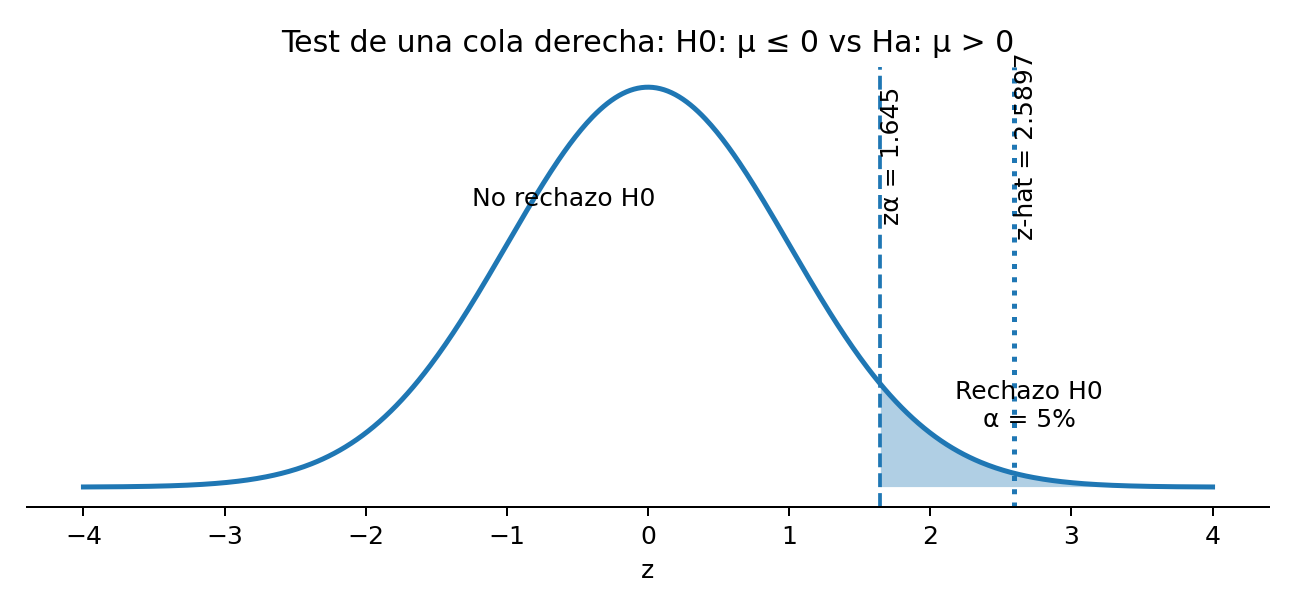 Test de una cola derecha: H0: μ ≤ 0 vs Ha: μ > 0
zα = 1.645
z-hat = 2.5897
No rechazo H0
Rechazo H0
α = 5%
−4 −3 −2 −1 0 1 2 3 4
z